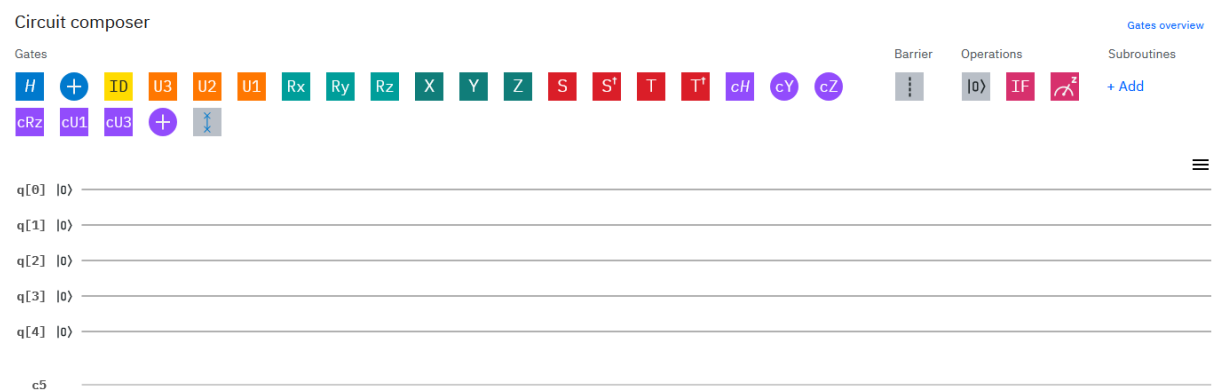 Circuit composer
Gates overview
Gates
Barrier
Operations
Subroutines
H + ID U3 U2 U1 Rx Ry Rz X Y Z S S† T T† cH cY cZ
|0⟩ IF z
+ Add
cRz cU1 cU3 +
q[0] |0⟩
q[1] |0⟩
q[2] |0⟩
q[3] |0⟩
q[4] |0⟩
c5